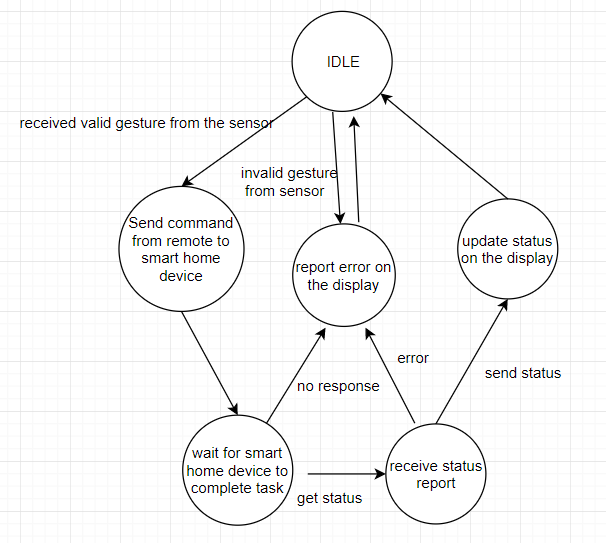 IDLE
received valid gesture from the sensor
invalid gesture
from sensor
Send command
from remote to
smart home
device
report error on
the display
update status
on the display
error
send status
no response
wait for smart
home device to
complete task
receive status
report
get status